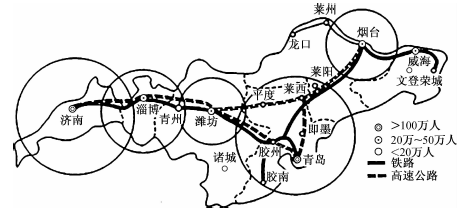 莱州
烟台
龙口
威海
文登荣城
莱阳
莱西
平度
淄博
济南
青州
潍坊
即墨
胶州
青岛
诸城
胶南
>100万人
20万~50万人
<20万人
铁路
高速公路